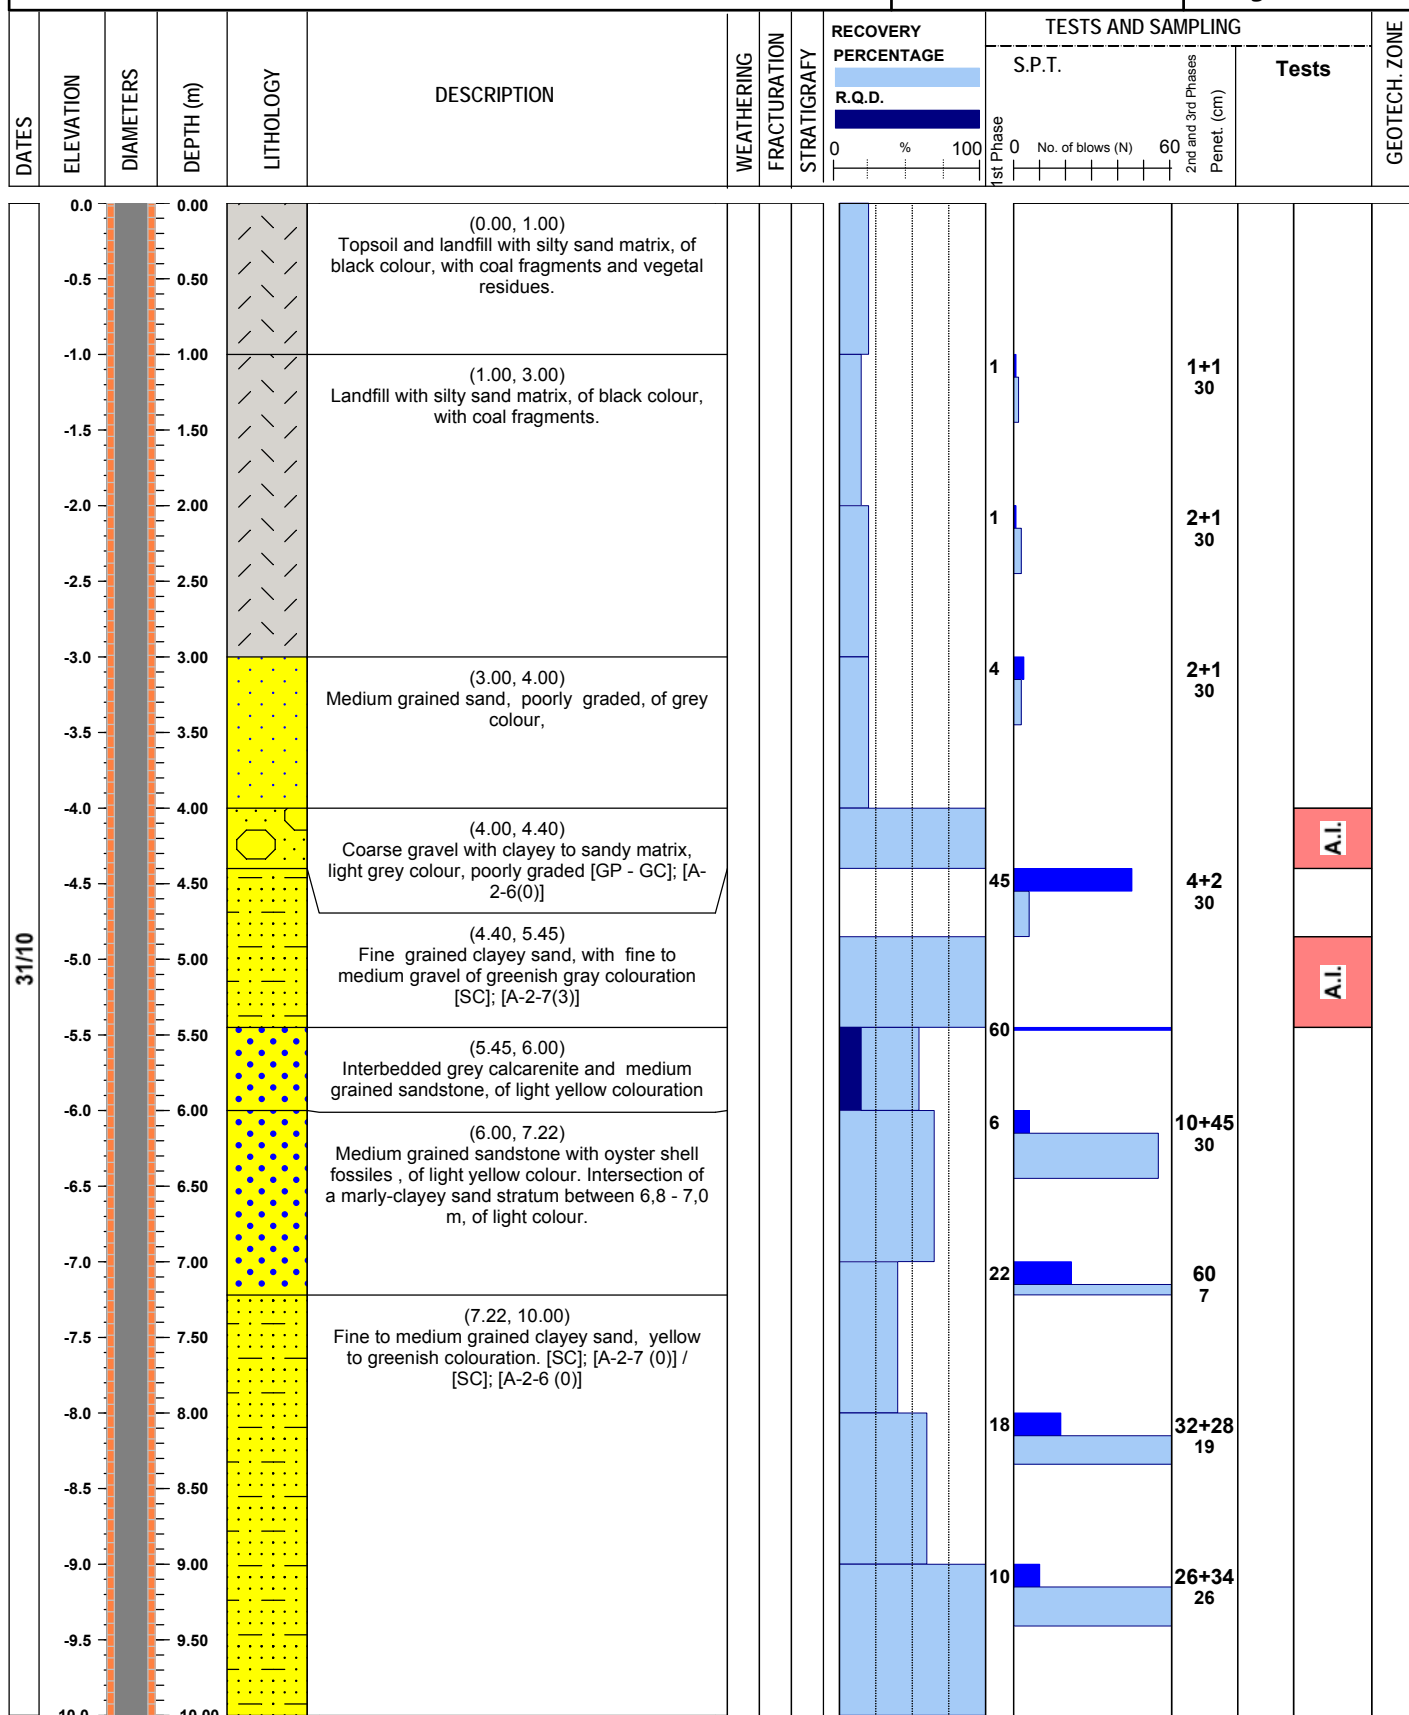 DATES
ELEVATION
DIAMETERS
DEPTH (m)
LITHOLOGY
DESCRIPTION
WEATHERING
FRACTURATION
STRATIGRAFY
RECOVERY
PERCENTAGE
R.Q.D.
0 % 100
TESTS AND SAMPLING
S.P.T.
1st Phase
0 No. of blows (N) 60
2nd and 3rd Phases
Penet. (cm)
Tests
GEOTECH. ZONE
31/10
0.0 0.00
(0.00, 1.00)
Topsoil and landfill with silty sand matrix, of
black colour, with coal fragments and vegetal
residues.
-0.5 0.50
-1.0 1.00
(1.00, 3.00)
Landfill with silty sand matrix, of black colour,
with coal fragments.
1 1+1
30
-1.5 1.50
-2.0 2.00
1 2+1
30
-2.5 2.50
-3.0 3.00
(3.00, 4.00)
Medium grained sand, poorly graded, of grey
colour,
4 2+1
30
-3.5 3.50
-4.0 4.00
(4.00, 4.40)
Coarse gravel with clayey to sandy matrix,
light grey colour, poorly graded [GP - GC]; [A-
2-6(0)]
A.I.
-4.5 4.50
45 4+2
30
(4.40, 5.45)
Fine grained clayey sand, with fine to
medium gravel of greenish gray colouration
[SC]; [A-2-7(3)]
-5.0 5.00
A.I.
-5.5 5.50
60
(5.45, 6.00)
Interbedded grey calcarenite and medium
grained sandstone, of light yellow colouration
-6.0 6.00
(6.00, 7.22)
Medium grained sandstone with oyster shell
fossiles , of light yellow colour. Intersection of
a marly-clayey sand stratum between 6,8 - 7,0
m, of light colour.
6 10+45
30
-6.5 6.50
-7.0 7.00
22 60
7
(7.22, 10.00)
Fine to medium grained clayey sand, yellow
to greenish colouration. [SC]; [A-2-7 (0)] /
[SC]; [A-2-6 (0)]
-7.5 7.50
-8.0 8.00
18 32+28
19
-8.5 8.50
-9.0 9.00
10 26+34
26
-9.5 9.50